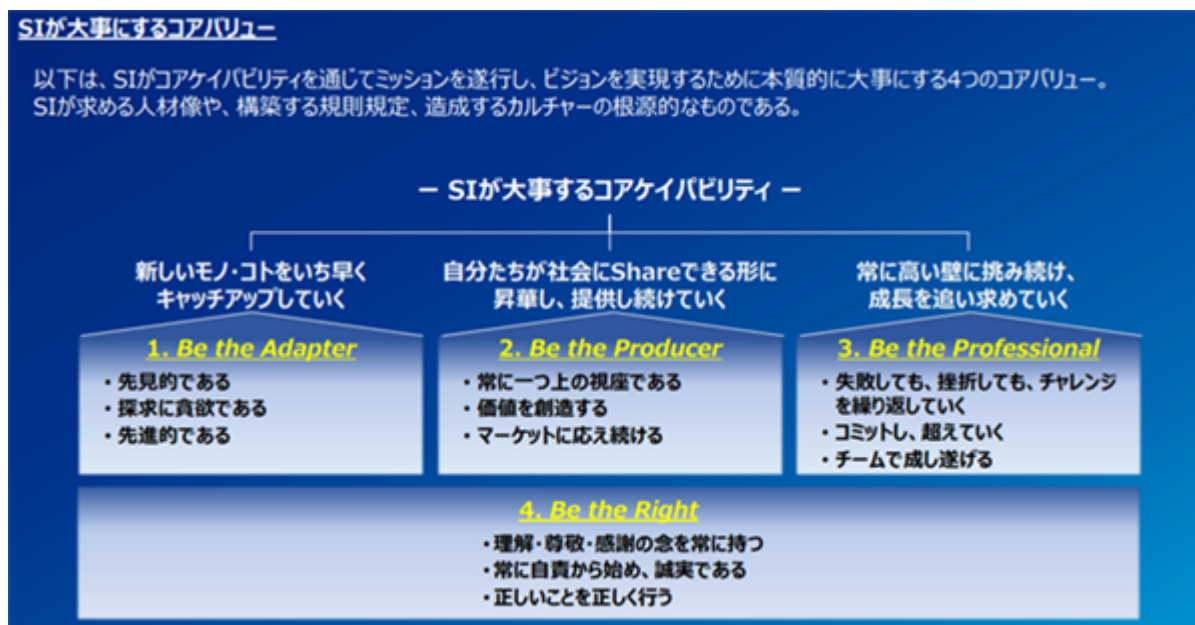 SIが大事にするコアバリュー
以下は、SIがコアケイパビリティを通じてミッションを遂行し、ビジョンを実現するために本質的に大事にする4つのコアバリュー。
SIが求める人材像や、構築する規則規定、造成するカルチャーの根源的なものである。
ー SIが大事するコアケイパビリティ ー
新しいモノ・コトをいち早く
キャッチアップしていく
1. Be the Adapter
・先見的である
・探求に貪欲である
・先進的である
自分たちが社会にShareできる形に
昇華し、提供し続けていく
2. Be the Producer
・常に一つ上の視座である
・価値を創造する
・マーケットに応え続ける
常に高い壁に挑み続け、
成長を追い求めていく
3. Be the Professional
・失敗しても、挫折しても、チャレンジ
を繰り返していく
・コミットし、超えていく
・チームで成し遂げる
4. Be the Right
・理解・尊敬・感謝の念を常に持つ
・常に自責から始め、誠実である
・正しいことを正しく行う